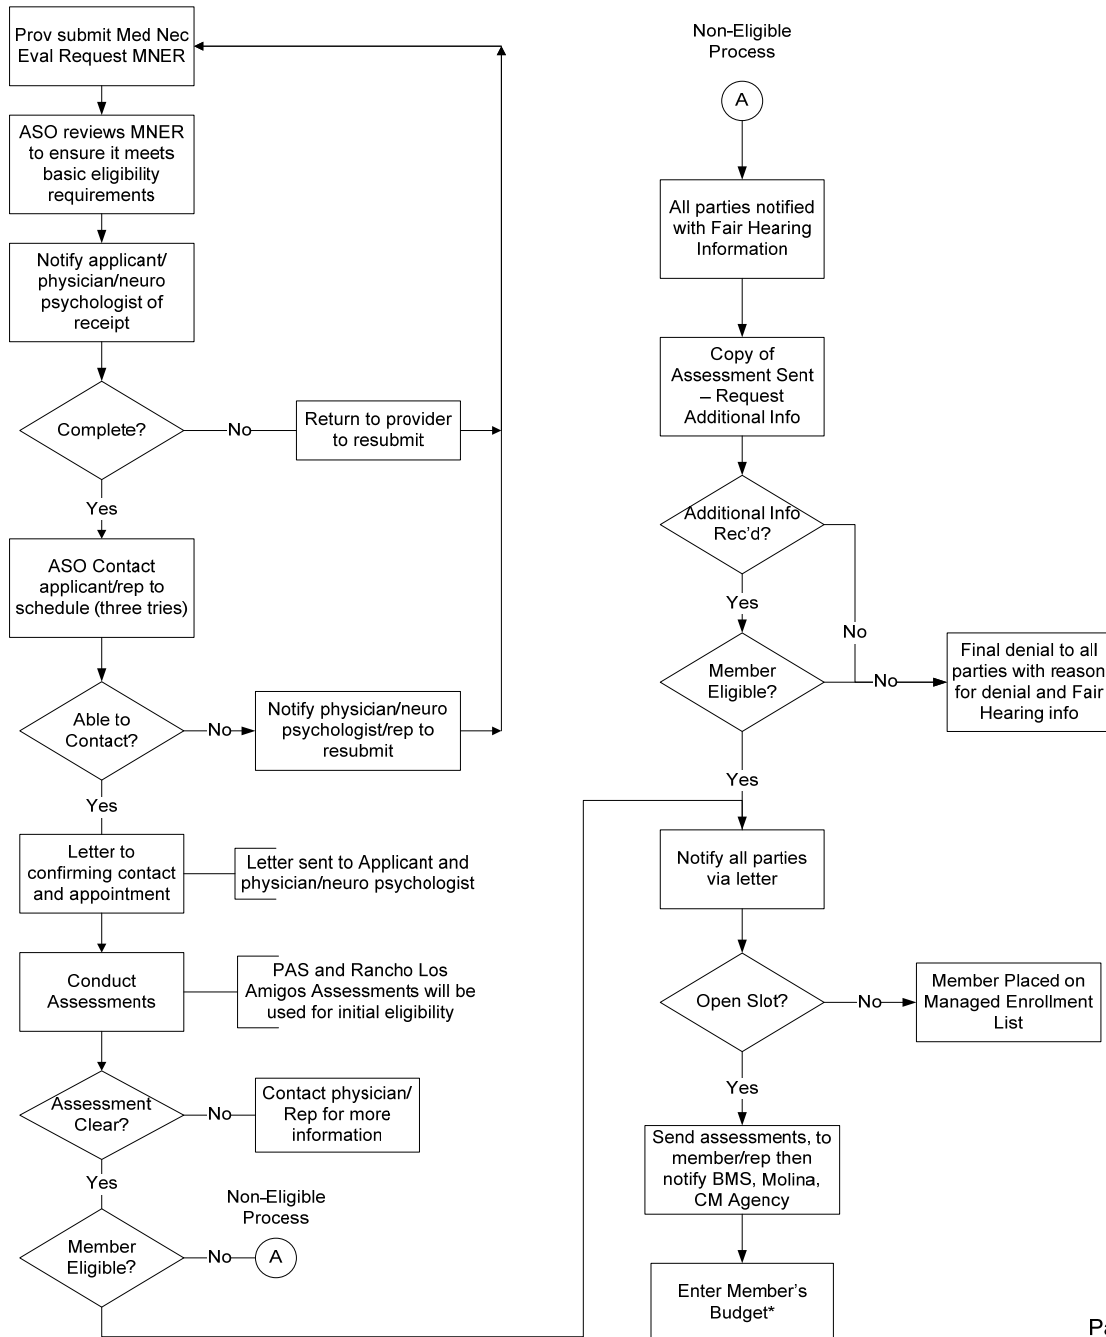 Prov submit Med Nec
Eval Request MNER
ASO reviews MNER
to ensure it meets
basic eligibility
requirements
Notify applicant/
physician/neuro
psychologist of
receipt
Complete?
No
Return to provider
to resubmit
Yes
ASO Contact
applicant/rep to
schedule (three tries)
Able to
Contact?
No
Notify physician/neuro
psychologist/rep to
resubmit
Yes
Letter to
confirming contact
and appointment
Letter sent to Applicant and
physician/neuro psychologist
Conduct
Assessments
PAS and Rancho Los
Amigos Assessments will be
used for initial eligibility
Assessment
Clear?
No
Contact physician/
Rep for more
information
Yes
Member
Eligible?
No
Non-Eligible
Process
A
Non-Eligible
Process
A
All parties notified
with Fair Hearing
Information
Copy of
Assessment Sent
– Request
Additional Info
Additional Info
Rec'd?
Yes
No
Member
Eligible?
No
Final denial to all
parties with reason
for denial and Fair
Hearing info
Yes
Notify all parties
via letter
Open Slot?
No
Member Placed on
Managed Enrollment
List
Yes
Send assessments, to
member/rep then
notify BMS, Molina,
CM Agency
Enter Member's
Budget*
Pa